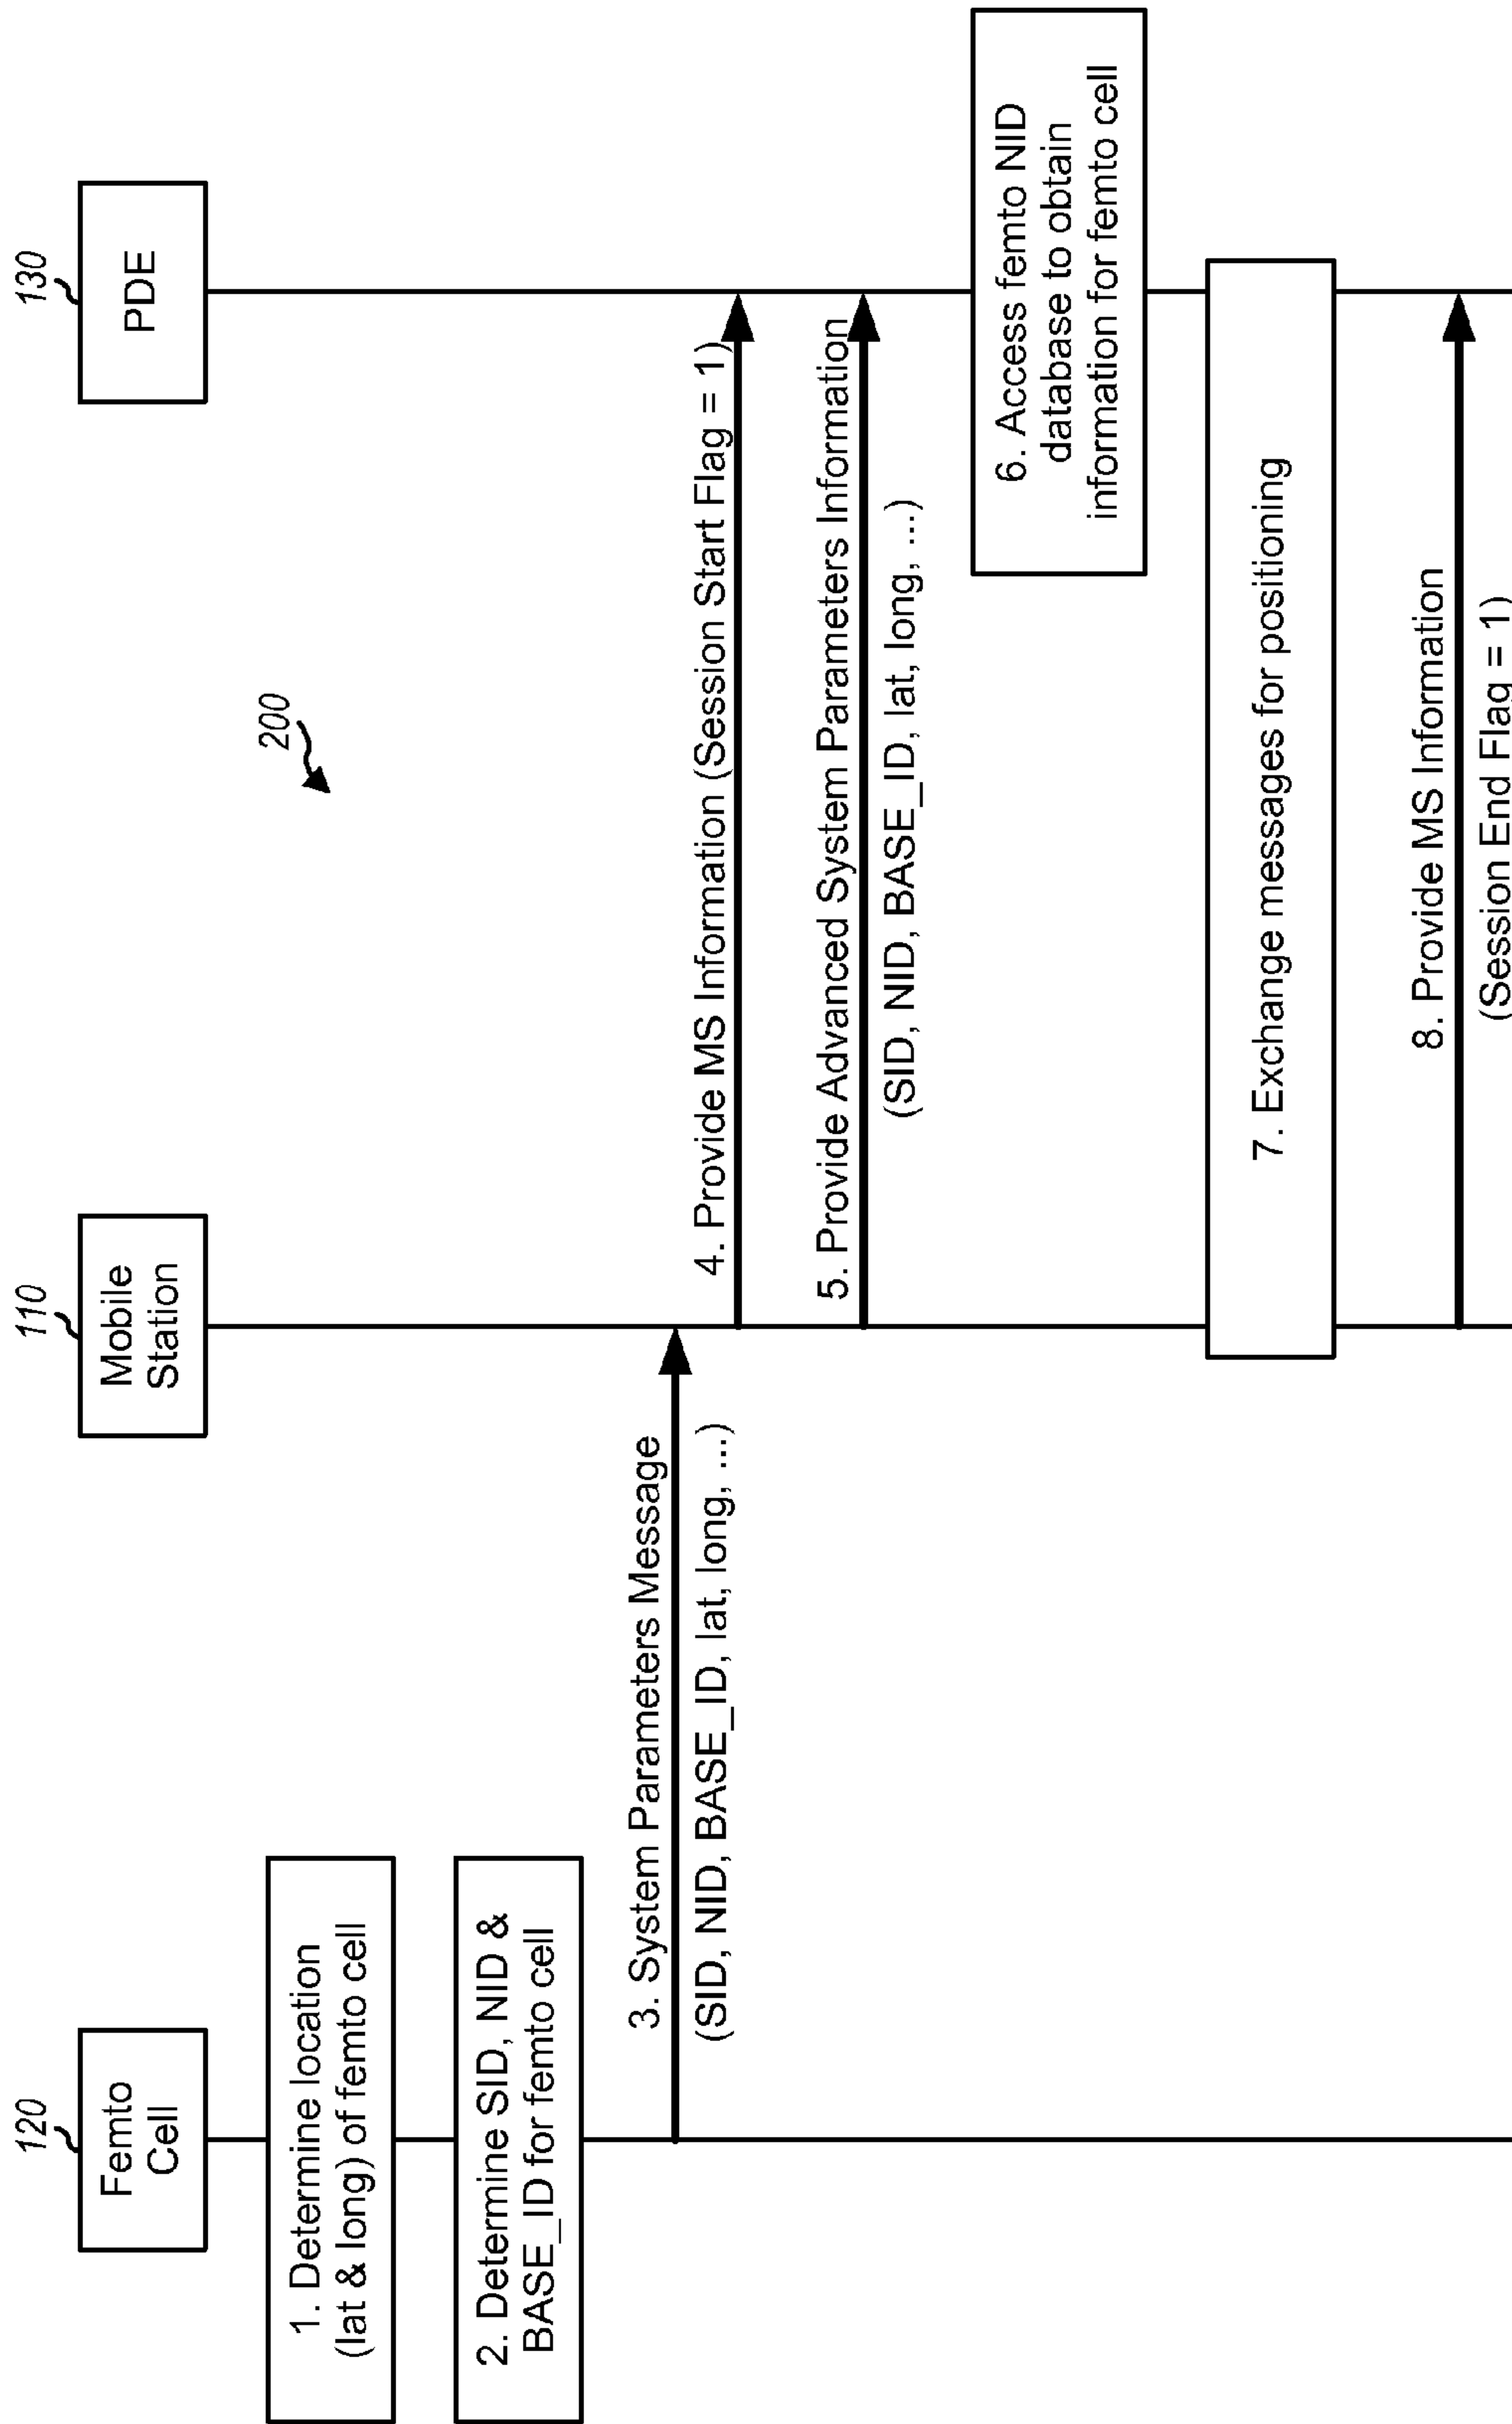 120
Femto
Cell
110
Mobile
Station
130
PDE
200
1. Determine location
(lat & long) of femto cell
2. Determine SID, NID &
BASE_ID for femto cell
3. System Parameters Message
(SID, NID, BASE_ID, lat, long, ...)
4. Provide MS Information (Session Start Flag = 1)
5. Provide Advanced System Parameters Information
(SID, NID, BASE_ID, lat, long, ...)
6. Access femto NID
database to obtain
information for femto cell
7. Exchange messages for positioning
8. Provide MS Information
(Session End Flag = 1)